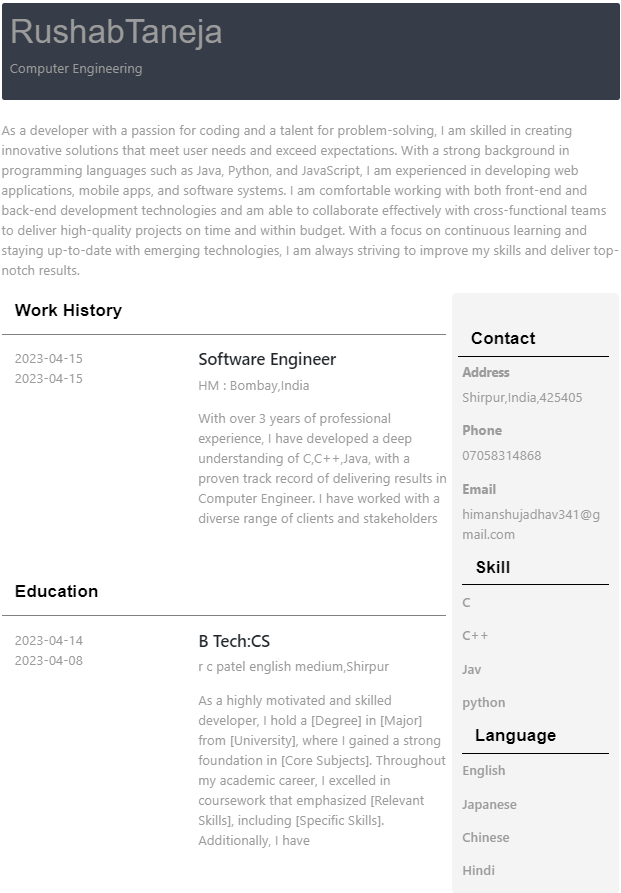 RushabTaneja
Computer Engineering
As a developer with a passion for coding and a talent for problem-solving, I am skilled in creating
innovative solutions that meet user needs and exceed expectations. With a strong background in
programming languages such as Java, Python, and JavaScript, I am experienced in developing web
applications, mobile apps, and software systems. I am comfortable working with both front-end and
back-end development technologies and am able to collaborate effectively with cross-functional teams
to deliver high-quality projects on time and within budget. With a focus on continuous learning and
staying up-to-date with emerging technologies, I am always striving to improve my skills and deliver top-
notch results.
Work History
2023-04-15
2023-04-15
Software Engineer
HM : Bombay,India
With over 3 years of professional
experience, I have developed a deep
understanding of C,C++,Java, with a
proven track record of delivering results in
Computer Engineer. I have worked with a
diverse range of clients and stakeholders
Education
2023-04-14
2023-04-08
B Tech:CS
r c patel english medium,Shirpur
As a highly motivated and skilled
developer, I hold a [Degree] in [Major]
from [University], where I gained a strong
foundation in [Core Subjects]. Throughout
my academic career, I excelled in
coursework that emphasized [Relevant
Skills], including [Specific Skills].
Additionally, I have
Contact
Address
Shirpur,India,425405
Phone
07058314868
Email
himanshujadhav341@g
mail.com
Skill
C
C++
Jav
python
Language
English
Japanese
Chinese
Hindi